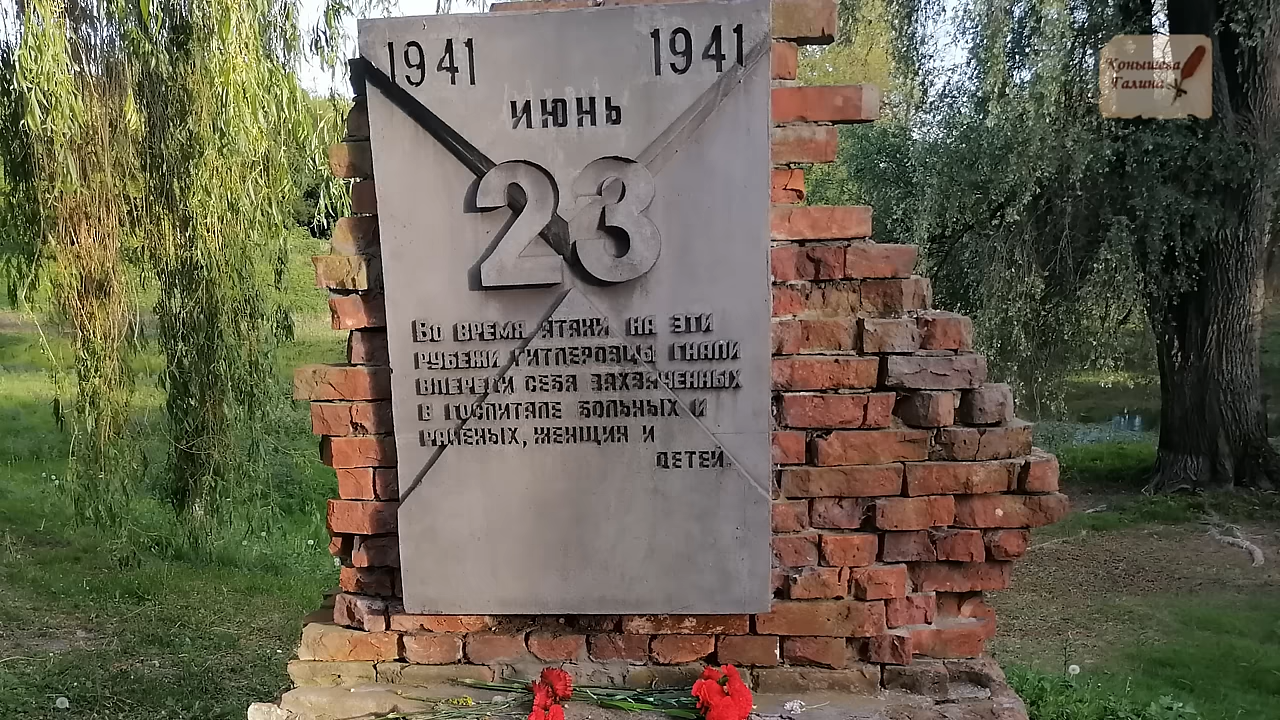 1941 1941
ИЮНЬ
23
Во время атаки на эти
рубежи гитлеровцы гнали
впереди себя захваченных
в госпитале больных и
раненых, женщин и
детей.
Конышева
Галина